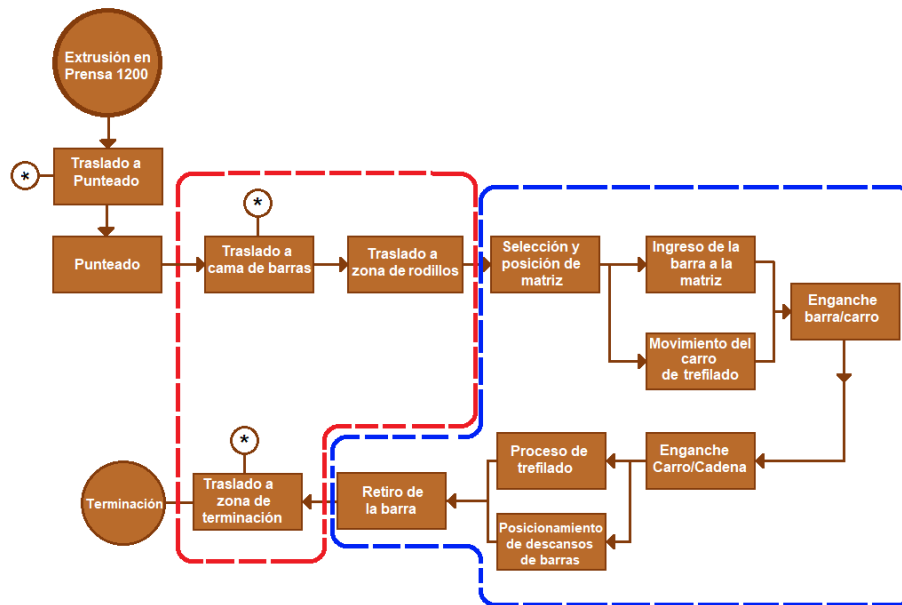 Extrusión en
Prensa 1200
*
Traslado a
Punteado
Punteado
*
Traslado a
cama de barras
Traslado a
zona de rodillos
Selección y
posición de
matriz
Ingreso de la
barra a la
matriz
Movimiento del
carro
de trefilado
Enganche
barra/carro
Enganche
Carro/Cadena
Proceso de
trefilado
Posicionamiento
de descansos
de barras
Retiro de
la barra
*
Traslado a
zona de
terminación
Terminación